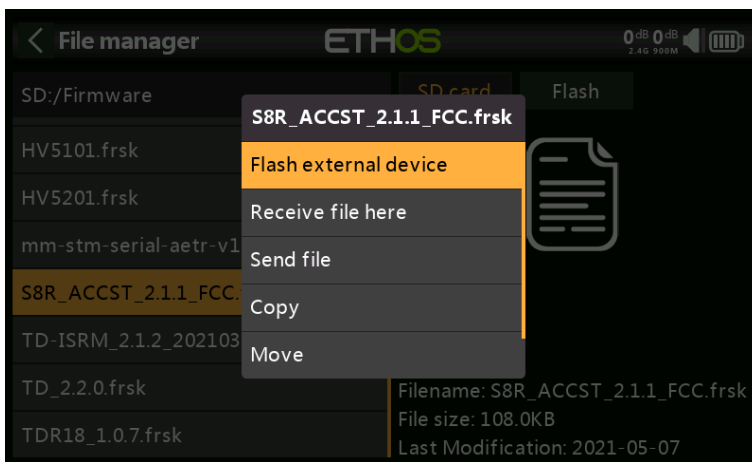 File manager
ETHOS
0dB 0dB
2.4G 900M
SD:/Firmware
SD card
Flash
S8R_ACCST_2.1.1_FCC.frsk
HV5101.frsk
Flash external device
HV5201.frsk
Receive file here
mm-stm-serial-aetr-v1
Send file
S8R_ACCST_2.1.1_FCC.
Copy
TD-ISRM_2.1.2_202103
Move
TD_2.2.0.frsk
Filename: S8R_ACCST_2.1.1_FCC.frsk
File size: 108.0KB
TDR18_1.0.7.frsk
Last Modification: 2021-05-07